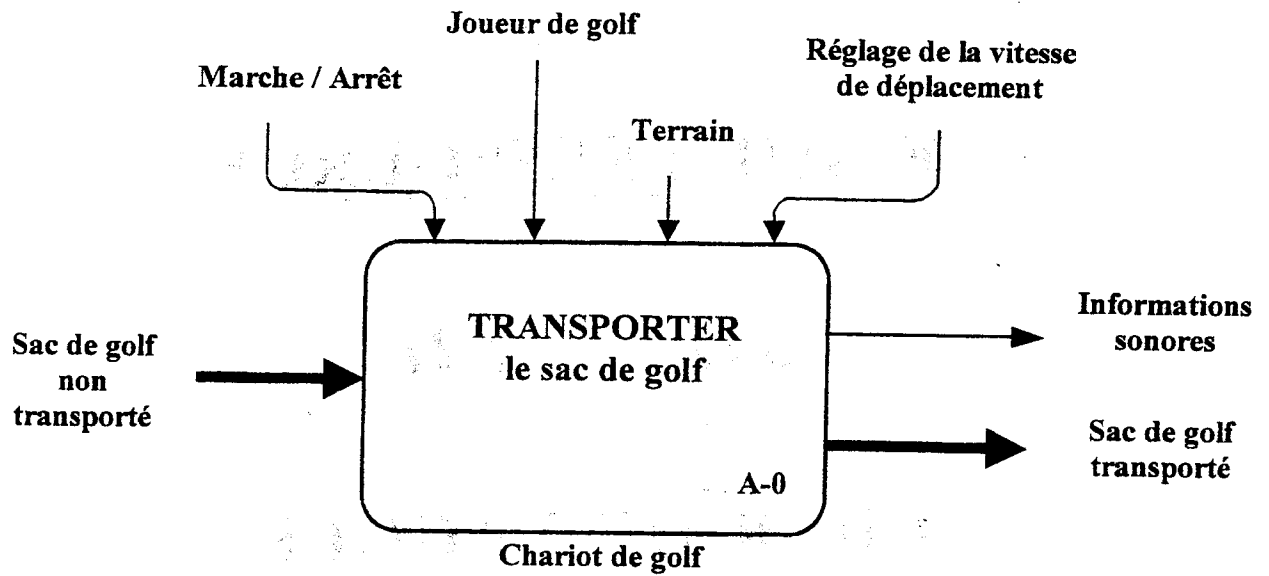 Joueur de golf
Marche / Arrêt
Réglage de la vitesse
de déplacement
Terrain
TRANSPORTER
le sac de golf
A-0
Sac de golf
non
transporté
Informations
sonores
Sac de golf
transporté
Chariot de golf